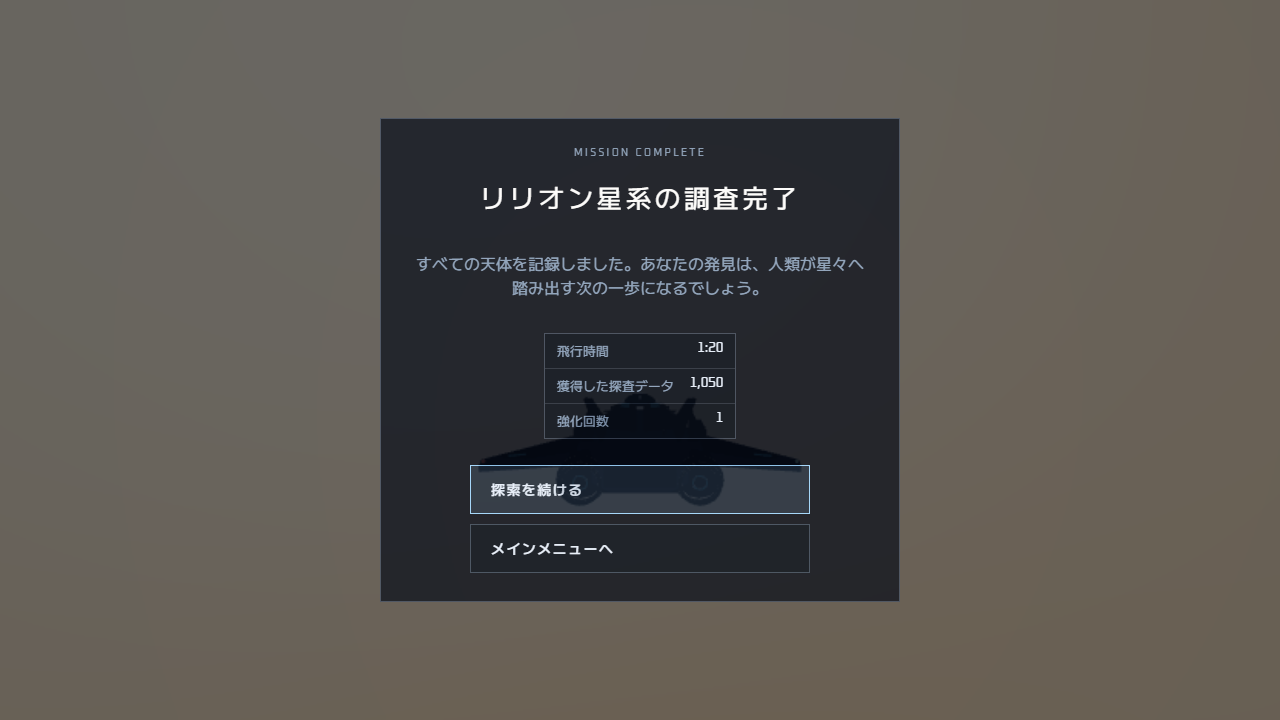 MISSION COMPLETE
リリオン星系の調査完了
すべての天体を記録しました。あなたの発見は、人類が星々へ
踏み出す次の一歩になるでしょう。
飛行時間 1:20
獲得した探査データ 1,050
強化回数 1
探索を続ける
メインメニューへ